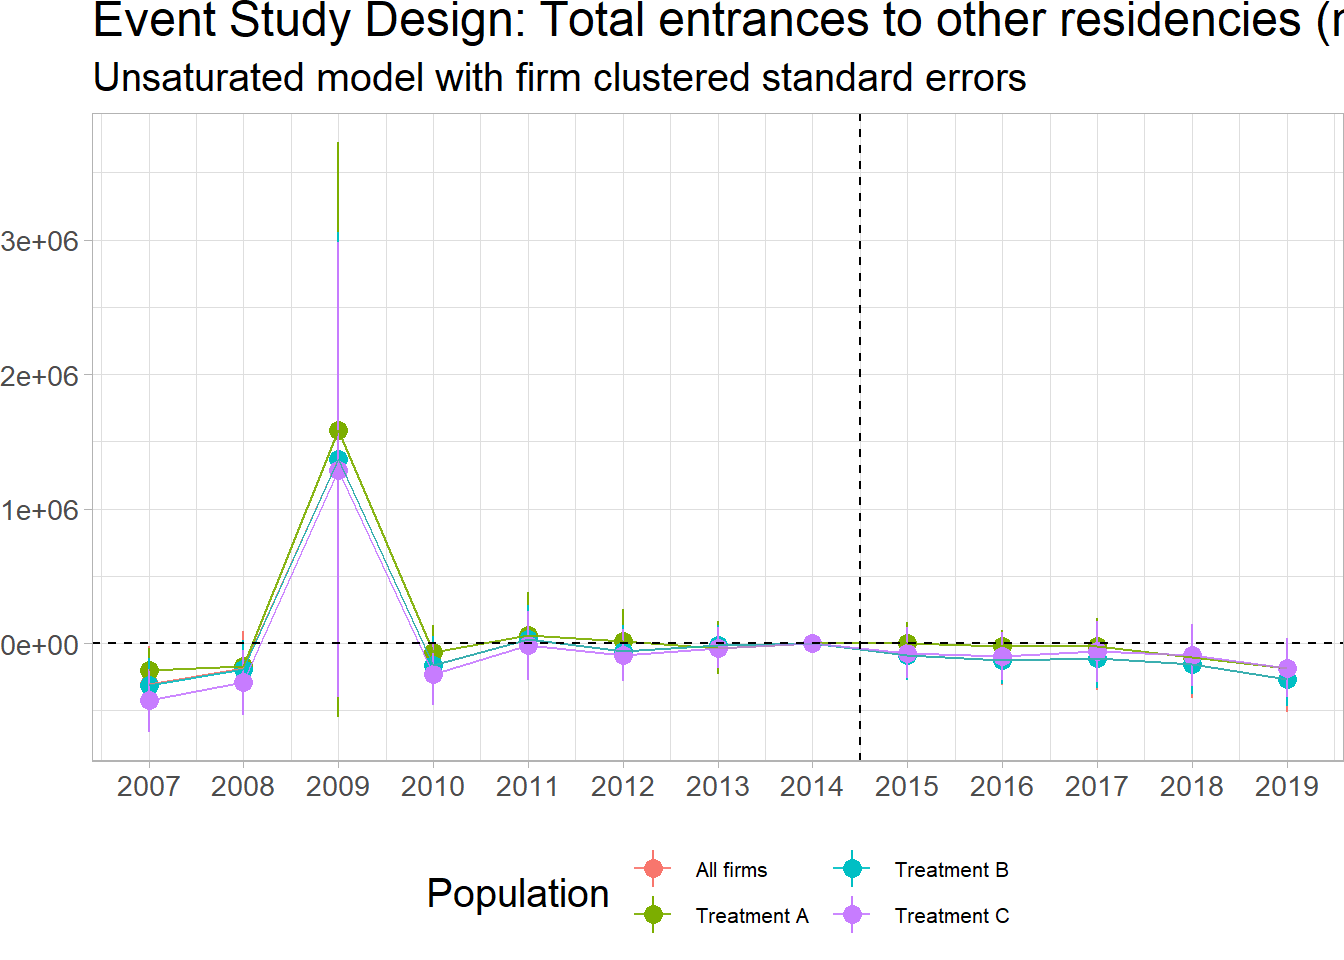 Event Study Design: Total entrances to other residencies
Unsaturated model with firm clustered standard errors
3e+06
2e+06
1e+06
0e+00
2007 2008 2009 2010 2011 2012 2013 2014 2015 2016 2017 2018 2019
Population
All firms
Treatment A
Treatment B
Treatment C